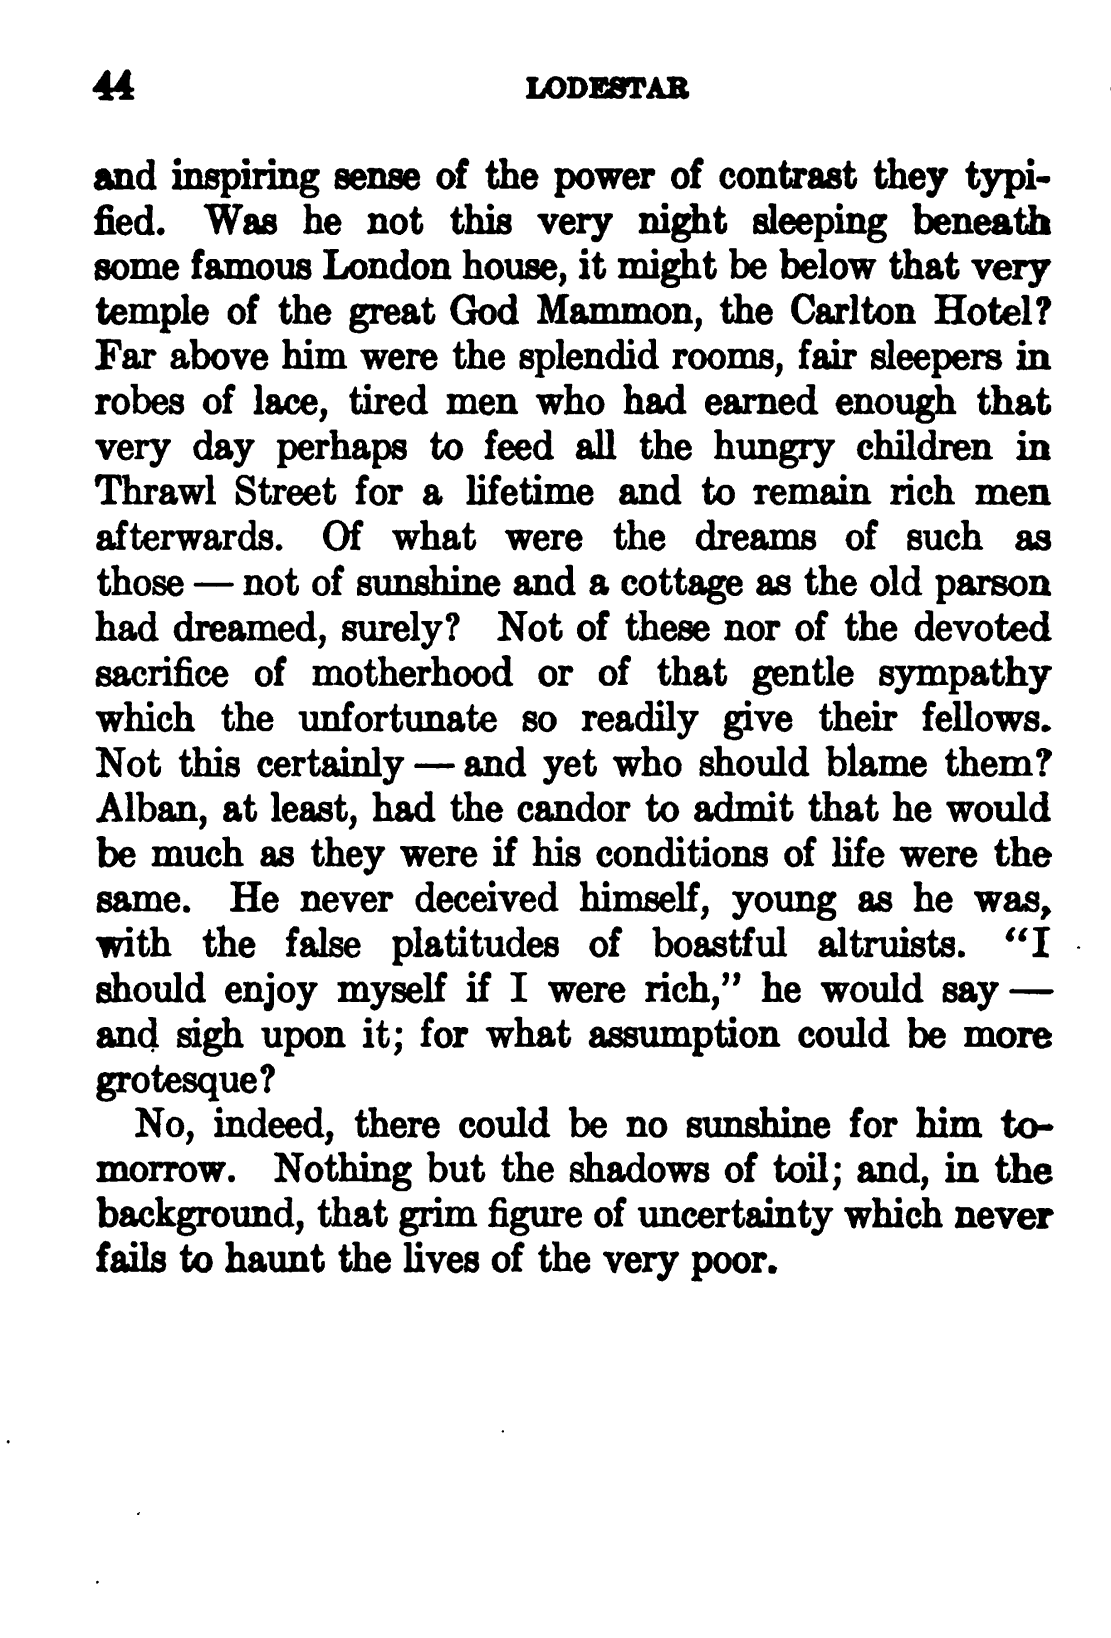 44 LODESTAR
and inspiring sense of the power of contrast they typi-
fied. Was he not this very night sleeping beneath
some famous London house, it might be below that very
temple of the great God Mammon, the Carlton Hotel?
Far above him were the splendid rooms, fair sleepers in
robes of lace, tired men who had earned enough that
very day perhaps to feed all the hungry children in
Thrawl Street for a lifetime and to remain rich men
afterwards. Of what were the dreams of such as
those — not of sunshine and a cottage as the old parson
had dreamed, surely? Not of these nor of the devoted
sacrifice of motherhood or of that gentle sympathy
which the unfortunate so readily give their fellows.
Not this certainly — and yet who should blame them?
Alban, at least, had the candor to admit that he would
be much as they were if his conditions of life were the
same. He never deceived himself, young as he was,
with the false platitudes of boastful altruists. “I
should enjoy myself if I were rich,” he would say —
and sigh upon it; for what assumption could be more
grotesque?
No, indeed, there could be no sunshine for him to-
morrow. Nothing but the shadows of toil; and, in the
background, that grim figure of uncertainty which never
fails to haunt the lives of the very poor.